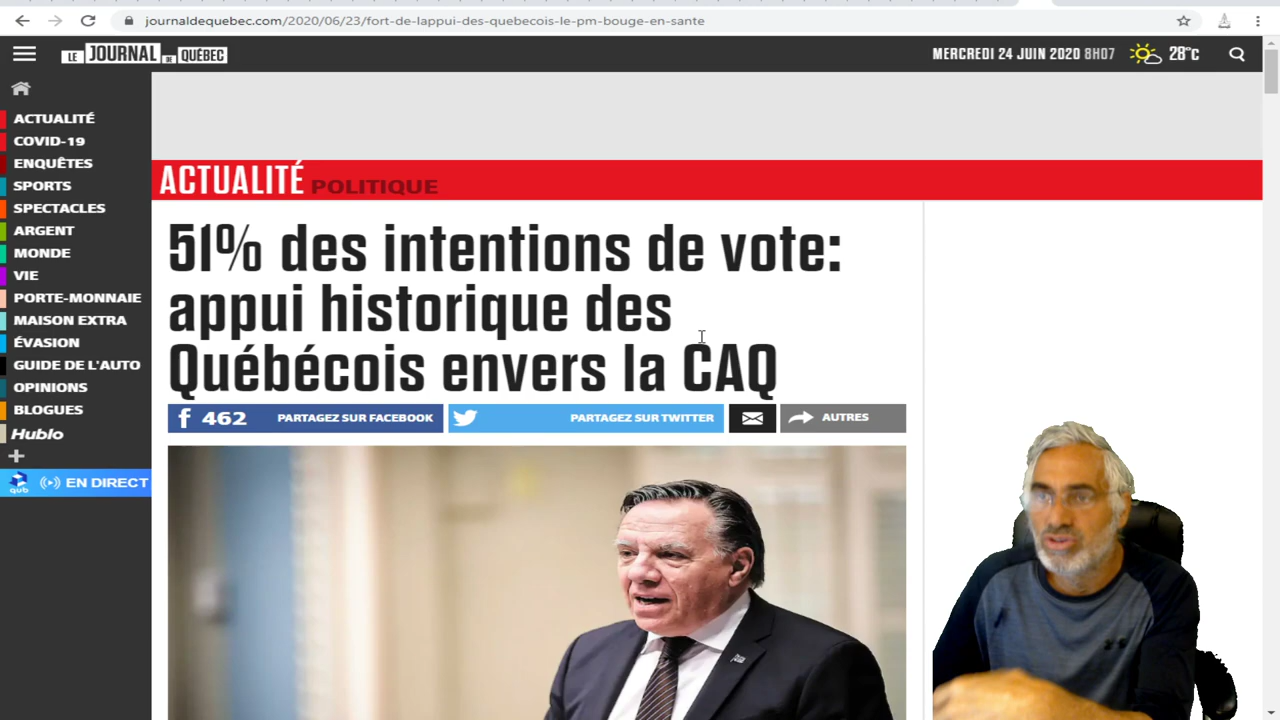 journaldequebec.com/2020/06/23/fort-de-lappui-des-quebecois-le-pm-bouge-en-sante
LE JOURNAL DE QUÉBEC
MERCREDI 24 JUIN 2020 8H07
28°C
ACTUALITÉ
COVID-19
ENQUÊTES
SPORTS
SPECTACLES
ARGENT
MONDE
VIE
PORTE-MONNAIE
MAISON EXTRA
ÉVASION
GUIDE DE L'AUTO
OPINIONS
BLOGUES
Hublo
qub EN DIRECT
ACTUALITÉ POLITIQUE
51% des intentions de vote:
appui historique des
Québécois envers la CAQ
462 PARTAGEZ SUR FACEBOOK
PARTAGEZ SUR TWITTER
AUTRES